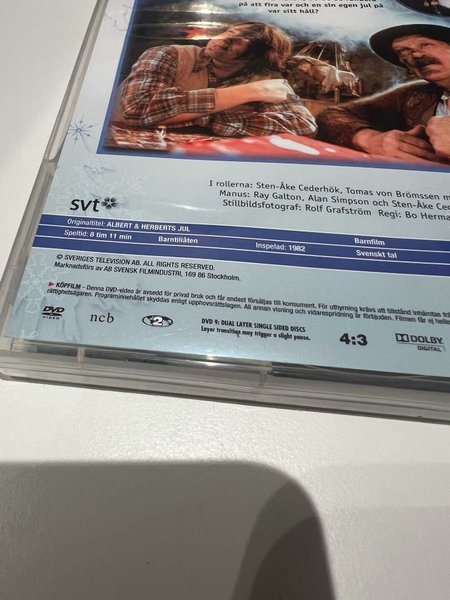 på att fira var och en sin egen jul på
var sitt håll?
I rollerna: Sten-Åke Cederhök, Tomas von Brömssen m
Manus: Ray Galton, Alan Simpson och Sten-Åke Ced
Stillbildsfotograf: Rolf Grafström Regi: Bo Herma
svt
Originaltitel: ALBERT & HERBERTS JUL
Speltid: 8 tim 11 min Barntillåten Inspelad: 1982 Barnfilm
Svenskt tal
© SVERIGES TELEVISION AB. ALL RIGHTS RESERVED.
Marknadsförs av AB SVENSK FILMINDUSTRI, 169 86 Stockholm.
KÖPFILM - Denna DVD-video är avsedd för privat bruk och får endast försäljas till konsument. För uthyrning krävs att tillstånd inhämtas frå
rättighetsägaren. Programinnehållet skyddas enligt upphovsrättslagen. All annan visning och vidarespridning är förbjuden. Filmen får ej helle
DVD VIDEO ncb 2 DVD 9: DUAL LAYER SINGLE SIDED DISCS
Layer transition may trigger a slight pause. 4:3 DOLBY
DIGITAL